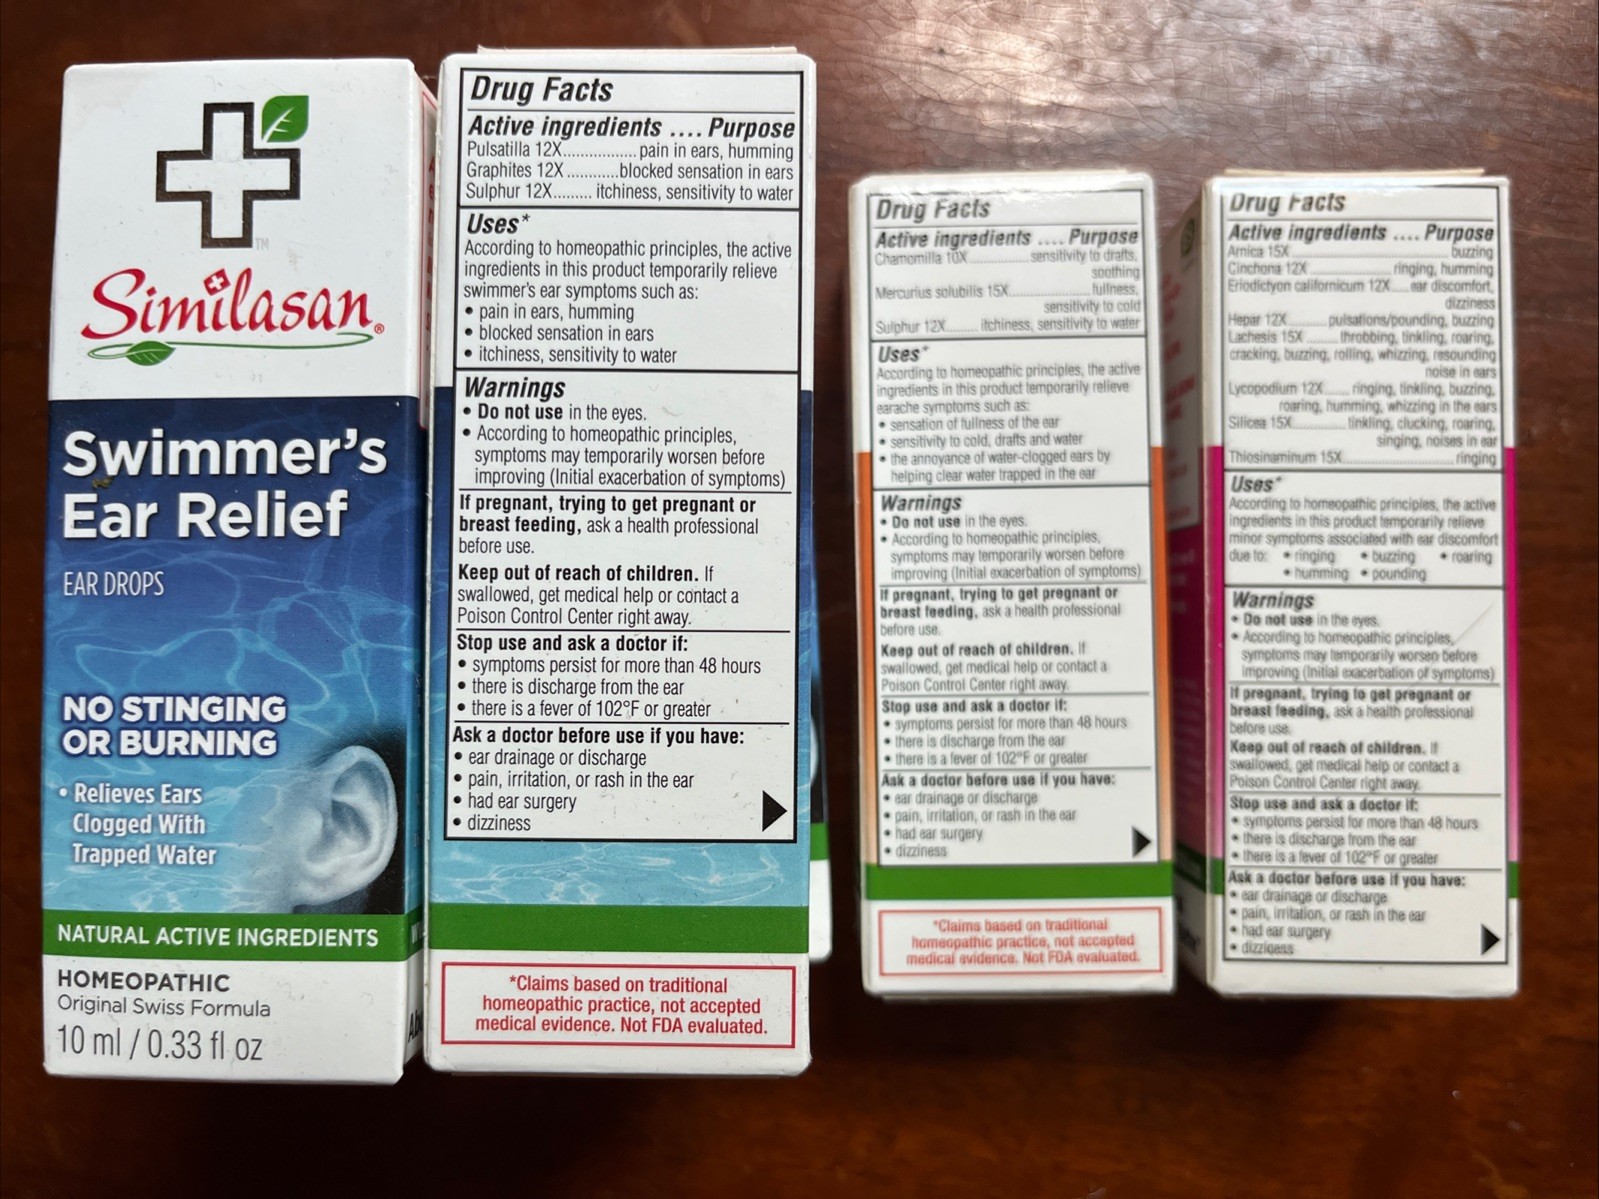 ™
Similasan®
Swimmer's
Ear Relief
EAR DROPS
NO STINGING
OR BURNING
• Relieves Ears
Clogged With
Trapped Water
NATURAL ACTIVE INGREDIENTS
HOMEOPATHIC
Original Swiss Formula
10 ml / 0.33 fl oz
Drug Facts
Active ingredients .... Purpose
Pulsatilla 12X................. pain in ears, humming
Graphites 12X ............blocked sensation in ears
Sulphur 12X......... itchiness, sensitivity to water
Uses*
According to homeopathic principles, the active
ingredients in this product temporarily relieve
swimmer's ear symptoms such as:
• pain in ears, humming
• blocked sensation in ears
• itchiness, sensitivity to water
Warnings
• Do not use in the eyes.
• According to homeopathic principles,
symptoms may temporarily worsen before
improving (Initial exacerbation of symptoms)
If pregnant, trying to get pregnant or
breast feeding, ask a health professional
before use.
Keep out of reach of children. If
swallowed, get medical help or contact a
Poison Control Center right away.
Stop use and ask a doctor if:
• symptoms persist for more than 48 hours
• there is discharge from the ear
• there is a fever of 102°F or greater
Ask a doctor before use if you have:
• ear drainage or discharge
• pain, irritation, or rash in the ear
• had ear surgery
• dizziness
*Claims based on traditional
homeopathic practice, not accepted
medical evidence. Not FDA evaluated.
Drug Facts
Active ingredients .... Purpose
Chamomilla 10X.................... sensitivity to drafts,
soothing
Mercurius solubilis 15X................... fullness,
sensitivity to cold
Sulphur 12X....... itchiness, sensitivity to water
Uses*
According to homeopathic principles, the active
ingredients in this product temporarily relieve
earache symptoms such as:
• sensation of fullness of the ear
• sensitivity to cold, drafts and water
• the annoyance of water-clogged ears by
helping clear water trapped in the ear
Warnings
• Do not use in the eyes.
• According to homeopathic principles,
symptoms may temporarily worsen before
improving (Initial exacerbation of symptoms)
If pregnant, trying to get pregnant or
breast feeding, ask a health professional
before use.
Keep out of reach of children. If
swallowed, get medical help or contact a
Poison Control Center right away.
Stop use and ask a doctor if:
• symptoms persist for more than 48 hours
• there is discharge from the ear
• there is a fever of 102°F or greater
Ask a doctor before use if you have:
• ear drainage or discharge
• pain, irritation, or rash in the ear
• had ear surgery
• dizziness
*Claims based on traditional
homeopathic practice, not accepted
medical evidence. Not FDA evaluated.
Drug Facts
Active ingredients .... Purpose
Arnica 15X........................................ buzzing
Cinchona 12X..................... ringing, humming
Eriodictyon californicum 12X.... ear discomfort,
dizziness
Hepar 12X.......... pulsations/pounding, buzzing
Lachesis 15X ........ throbbing, tinkling, roaring,
cracking, buzzing, rolling, whizzing, resounding
noise in ears
Lycopodium 12X...... ringing, tinkling, buzzing,
roaring, humming, whizzing in the ears
Silicea 15X.............. tinkling, clucking, roaring,
singing, noises in ear
Thiosinaminum 15X............................. ringing
Uses*
According to homeopathic principles, the active
ingredients in this product temporarily relieve
minor symptoms associated with ear discomfort
due to: • ringing • buzzing • roaring
• humming • pounding
Warnings
• Do not use in the eyes.
• According to homeopathic principles,
symptoms may temporarily worsen before
improving (Initial exacerbation of symptoms)
If pregnant, trying to get pregnant or
breast feeding, ask a health professional
before use.
Keep out of reach of children. If
swallowed, get medical help or contact a
Poison Control Center right away.
Stop use and ask a doctor if:
• symptoms persist for more than 48 hours
• there is discharge from the ear
• there is a fever of 102°F or greater
Ask a doctor before use if you have:
• ear drainage or discharge
• pain, irritation, or rash in the ear
• had ear surgery
• dizziness